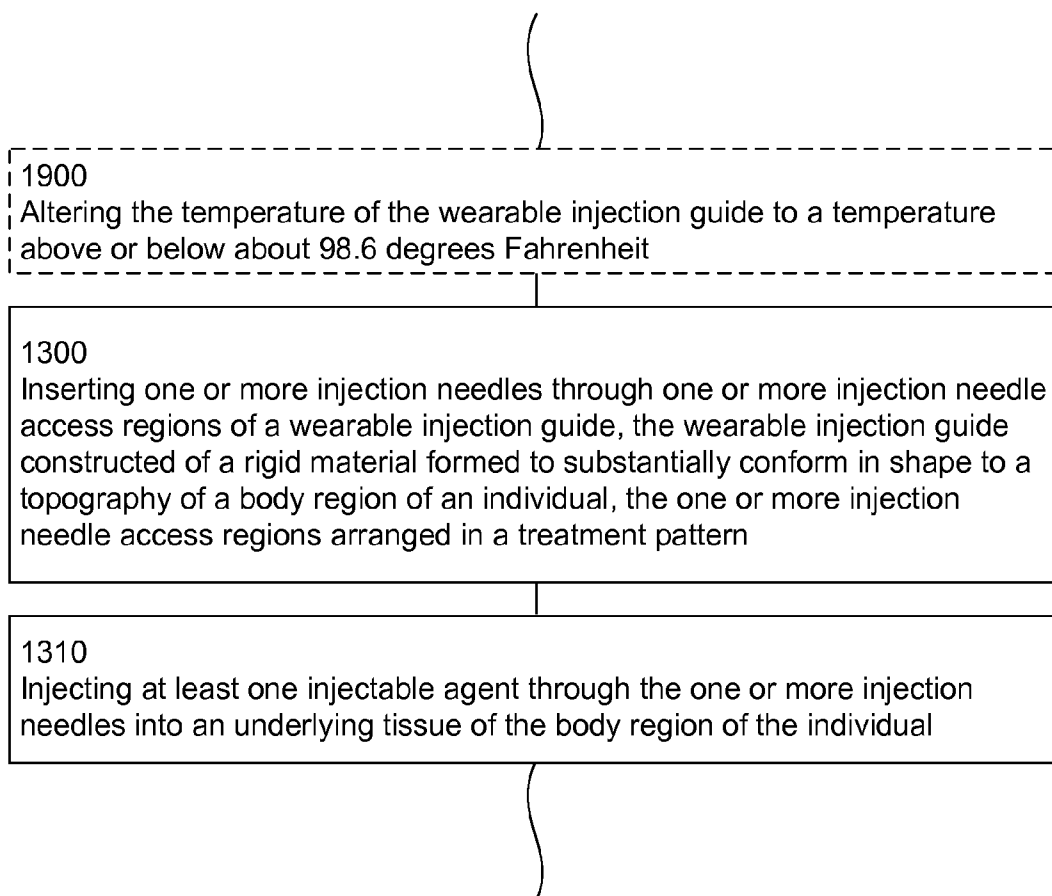 1900
Altering the temperature of the wearable injection guide to a temperature
above or below about 98.6 degrees Fahrenheit
1300
Inserting one or more injection needles through one or more injection needle
access regions of a wearable injection guide, the wearable injection guide
constructed of a rigid material formed to substantially conform in shape to a
topography of a body region of an individual, the one or more injection
needle access regions arranged in a treatment pattern
1310
Injecting at least one injectable agent through the one or more injection
needles into an underlying tissue of the body region of the individual